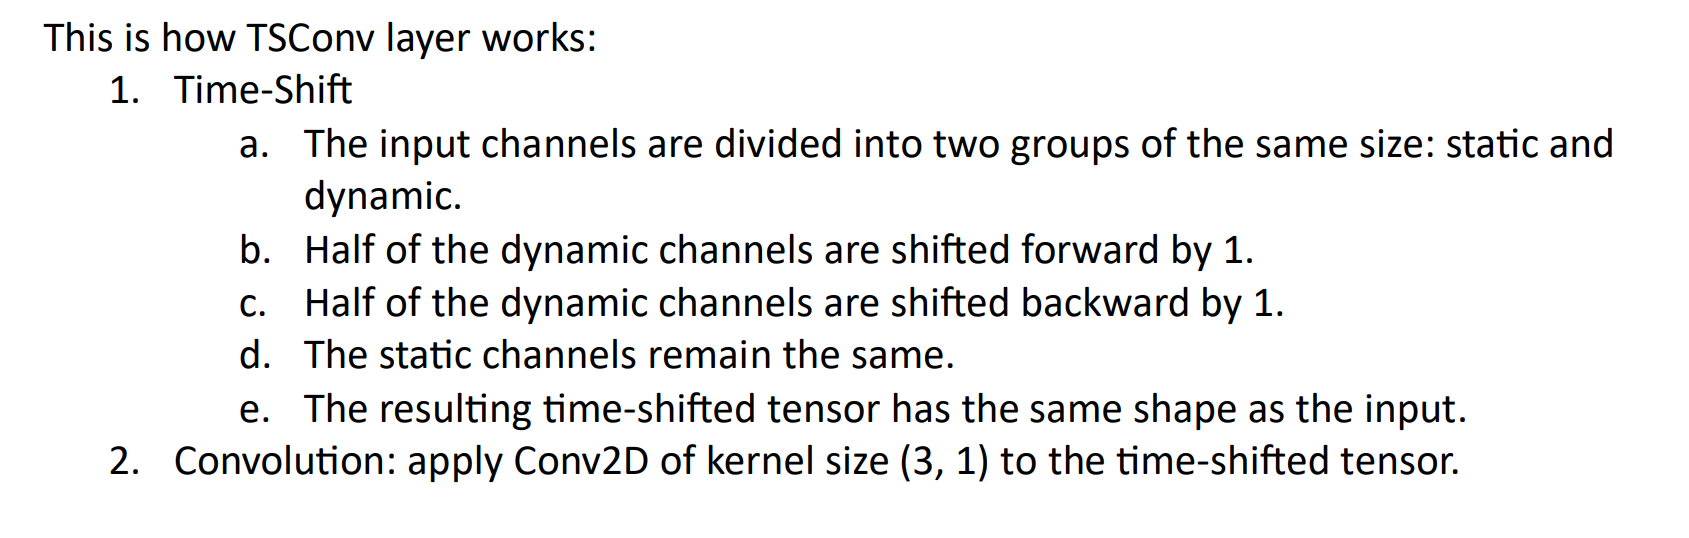 This is how TSConv layer works:
1. Time-Shift
a. The input channels are divided into two groups of the same size: static and
dynamic.
b. Half of the dynamic channels are shifted forward by 1.
c. Half of the dynamic channels are shifted backward by 1.
d. The static channels remain the same.
e. The resulting time-shifted tensor has the same shape as the input.
2. Convolution: apply Conv2D of kernel size (3, 1) to the time-shifted tensor.